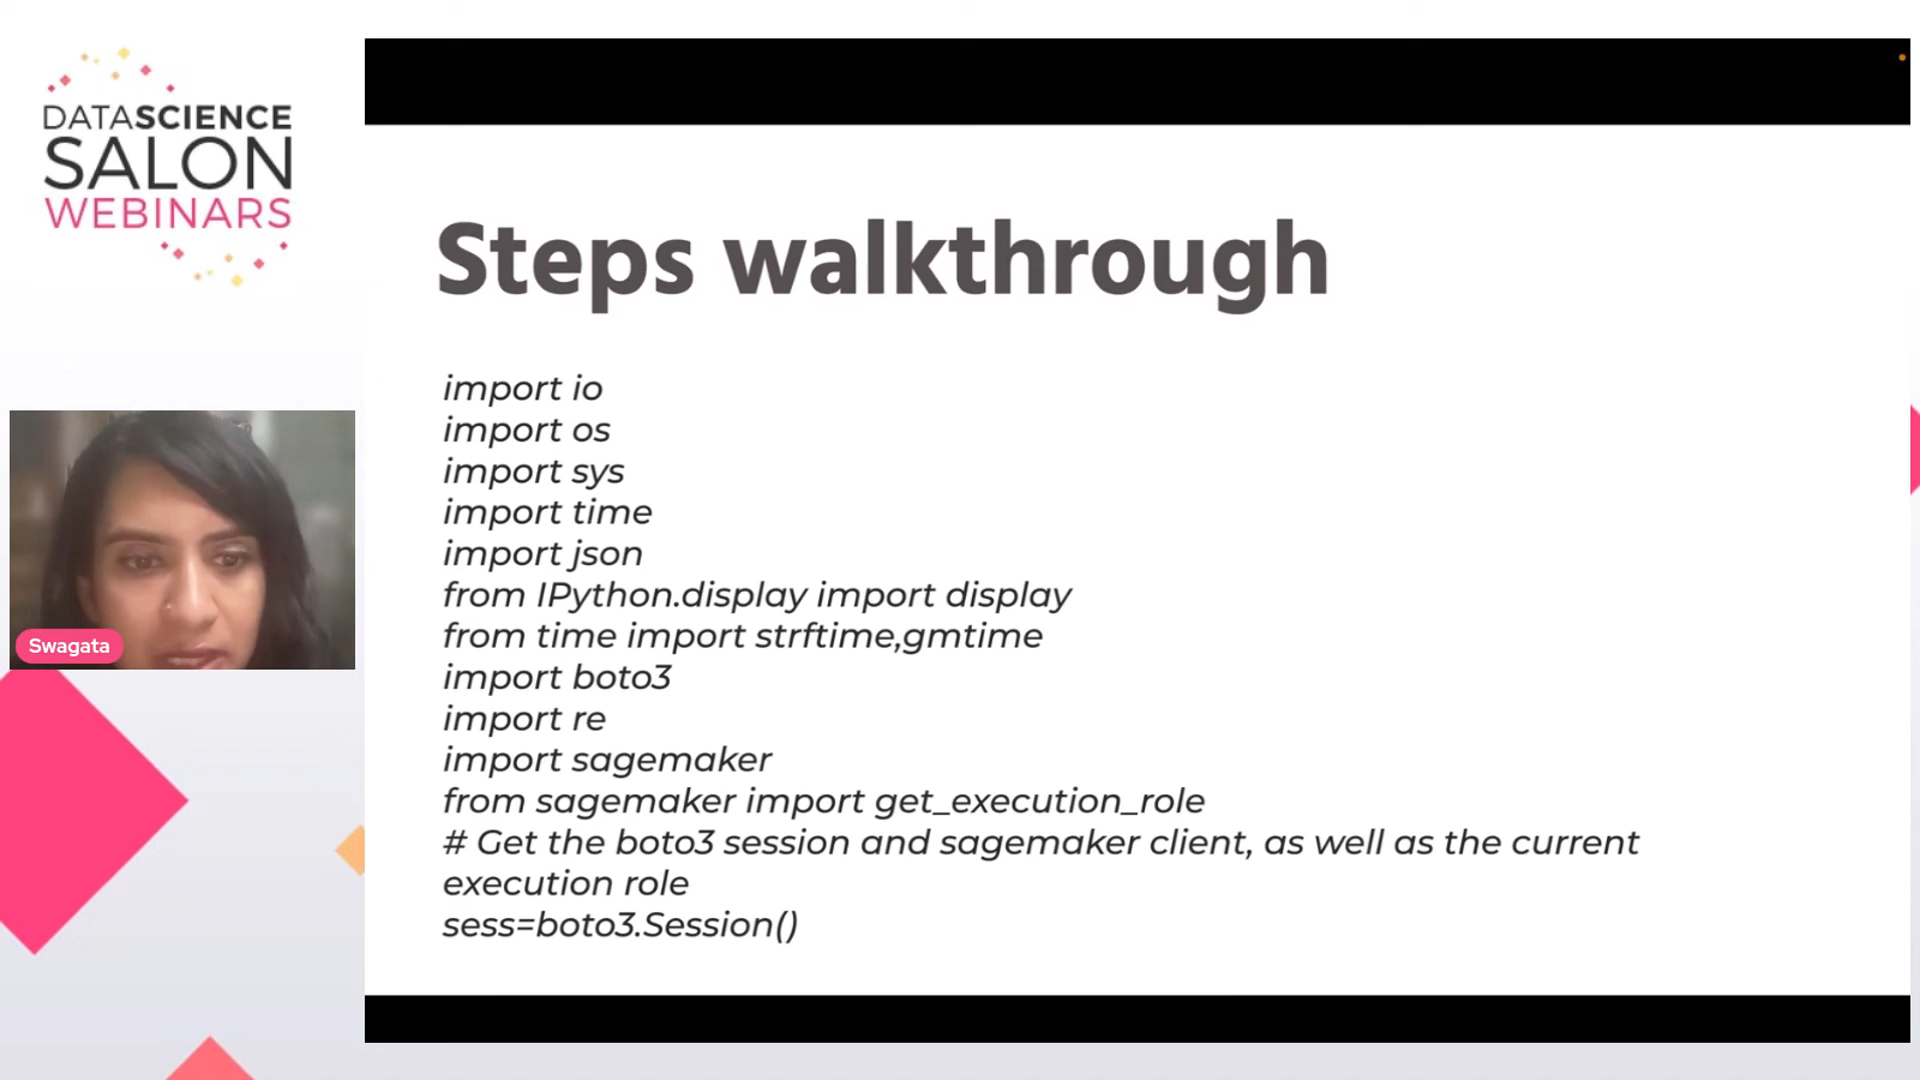 DATASCIENCE
SALON
WEBINARS
Swagata
Steps walkthrough
import io
import os
import sys
import time
import json
from IPython.display import display
from time import strftime,gmtime
import boto3
import re
import sagemaker
from sagemaker import get_execution_role
# Get the boto3 session and sagemaker client, as well as the current
execution role
sess=boto3.Session()